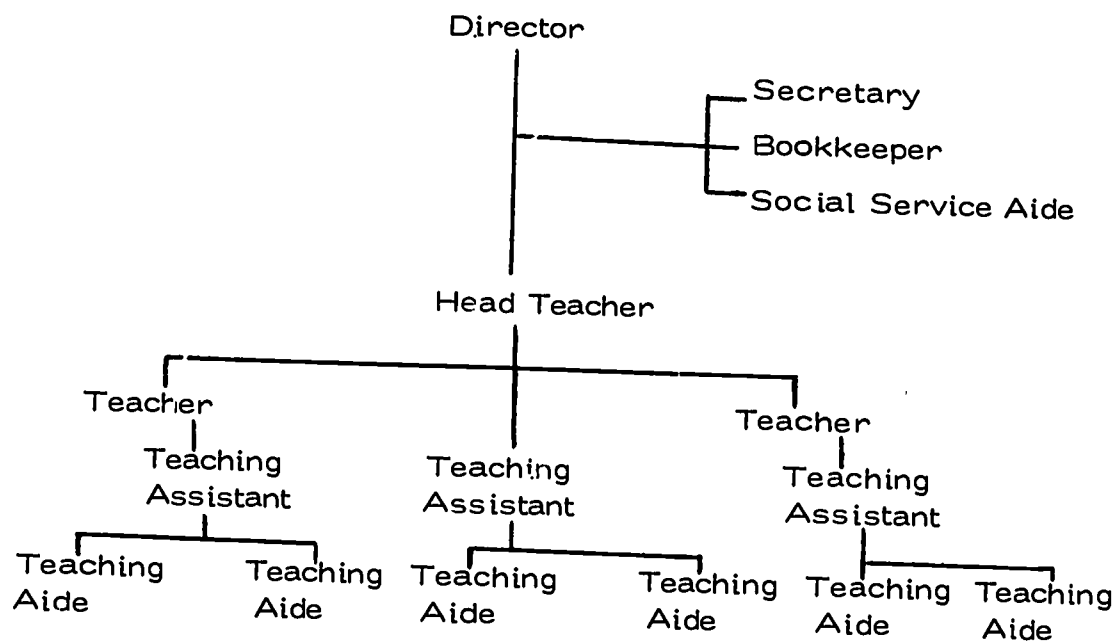 Director
Secretary
Bookkeeper
Social Service Aide
Head Teacher
Teacher
Teacher
Teaching
Assistant
Teaching
Assistant
Teaching
Assistant
Teaching
Aide
Teaching
Aide
Teaching
Aide
Teaching
Aide
Teaching
Aide
Teaching
Aide